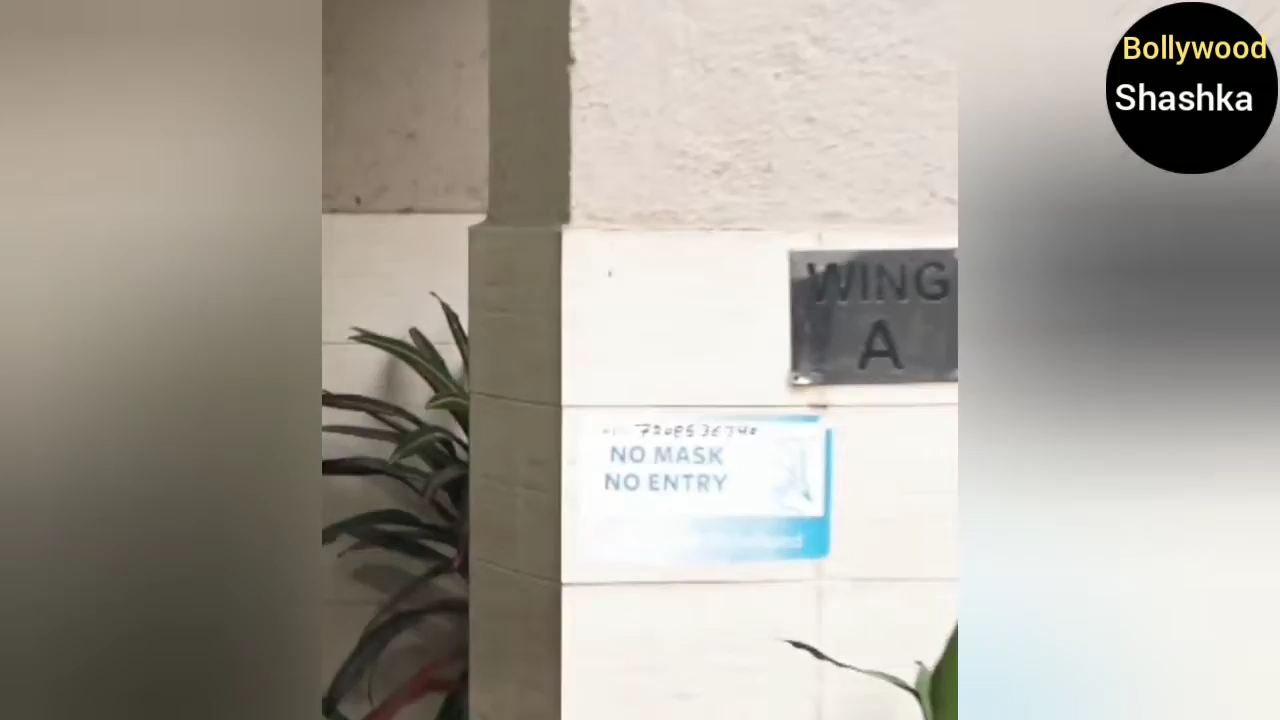 Bollywood
Shashka
WING
A
NO MASK
NO ENTRY